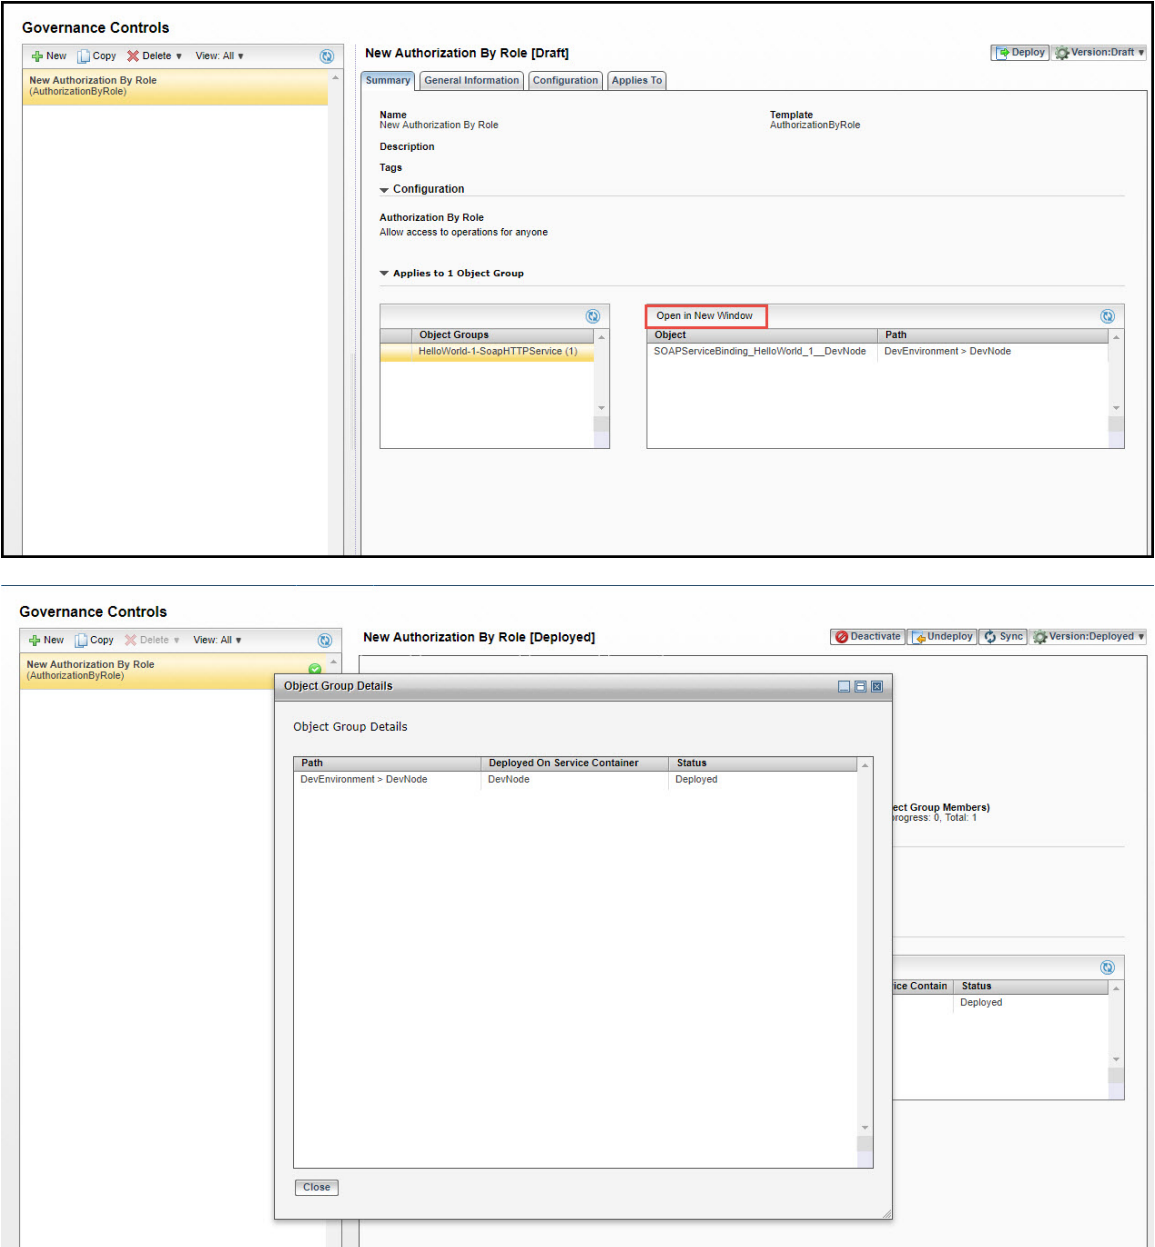 Governance Controls
New Copy Delete View: All
New Authorization By Role
(AuthorizationByRole)
New Authorization By Role [Draft]
Deploy Version:Draft
Summary General Information Configuration Applies To
Name
New Authorization By Role
Template
AuthorizationByRole
Description
Tags
Configuration
Authorization By Role
Allow access to operations for anyone
Applies to 1 Object Group
Object Groups
HelloWorld-1-SoapHTTPService (1)
Open in New Window
Object Path
SOAPServiceBinding_HelloWorld_1__DevNode DevEnvironment > DevNode
Governance Controls
New Copy Delete View: All
New Authorization By Role
(AuthorizationByRole)
New Authorization By Role [Deployed]
Deactivate Undeploy Sync Version:Deployed
Object Group Details
Object Group Details
Path Deployed On Service Container Status
DevEnvironment > DevNode DevNode Deployed
Close
ect Group Members)
rogress: 0, Total: 1
ice Contain Status
Deployed